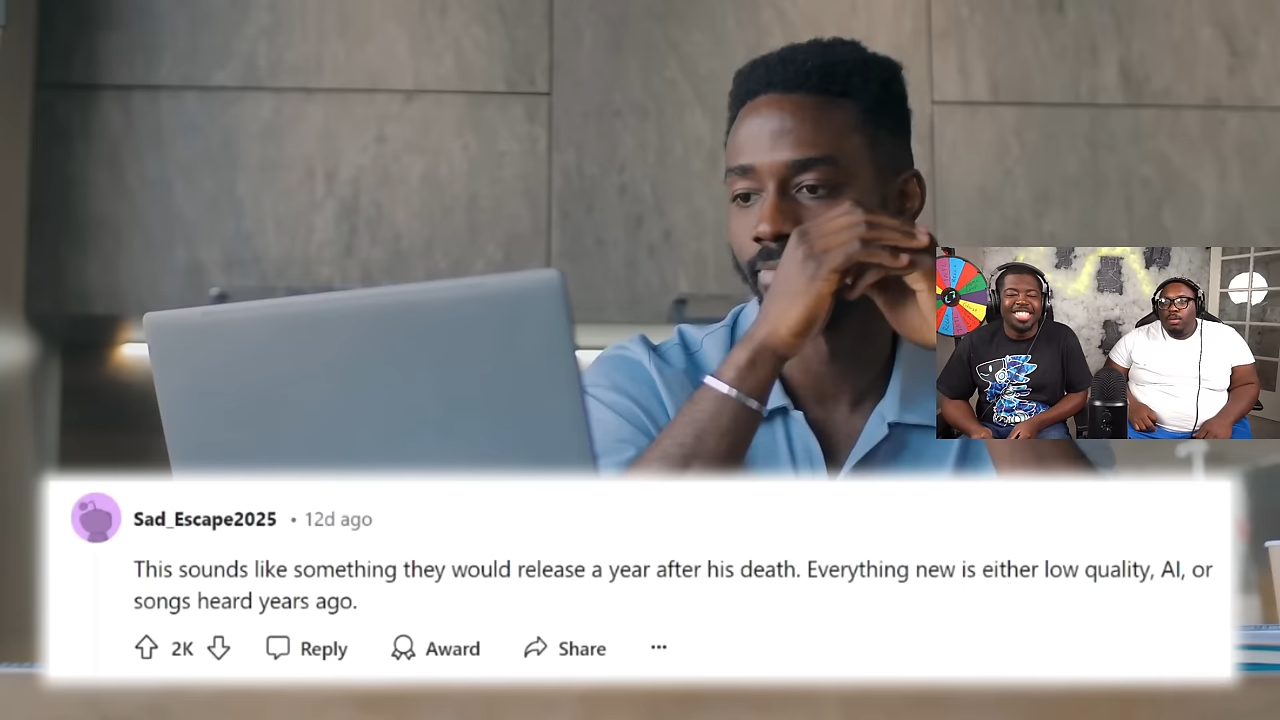 Sad_Escape2025 • 12d ago
This sounds like something they would release a year after his death. Everything new is either low quality, AI, or
songs heard years ago.
2K Reply Award Share ...